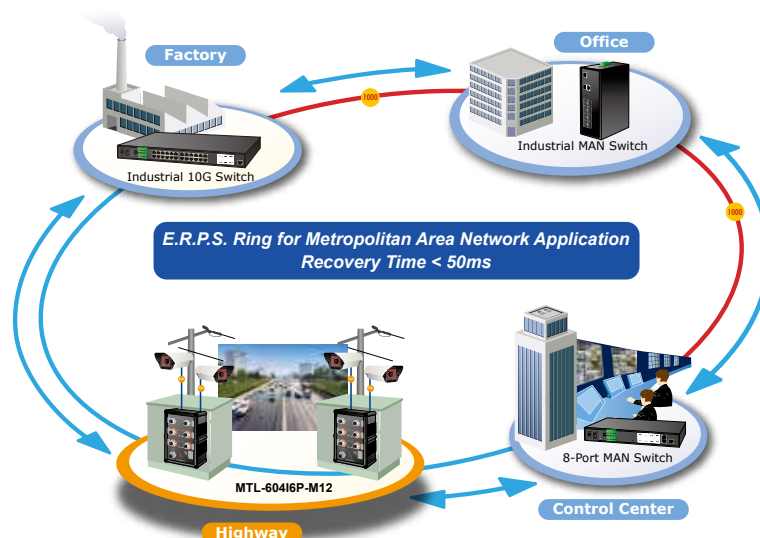 Factory
Office
1000
Industrial MAN Switch
Industrial 10G Switch
1000
E.R.P.S. Ring for Metropolitan Area Network Application
Recovery Time < 50ms
8-Port MAN Switch
MTL-604I6P-M12
Control Center
Highway